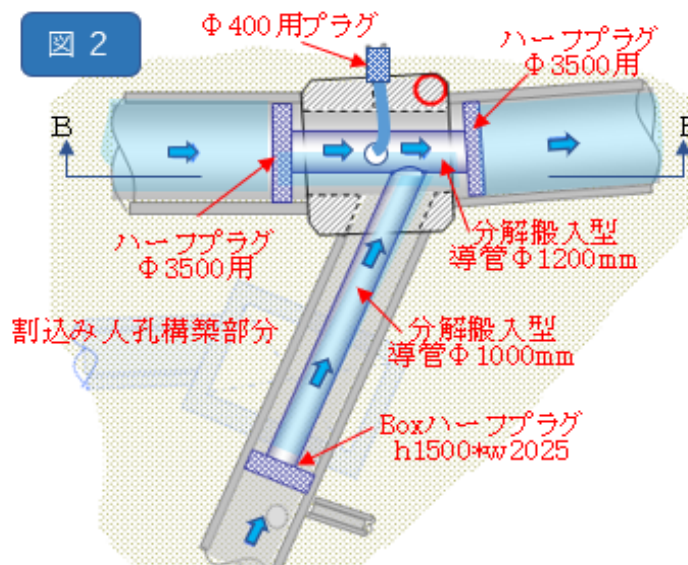 図 2
Φ400用プラグ
ハーフプラグ
Φ3500用
B
B
ハーフプラグ
Φ3500用
分解搬入型
導管Φ1200mm
割込み人孔構築部分
分解搬入型
導管Φ1000mm
Boxハーフプラグ
h1500*w2025